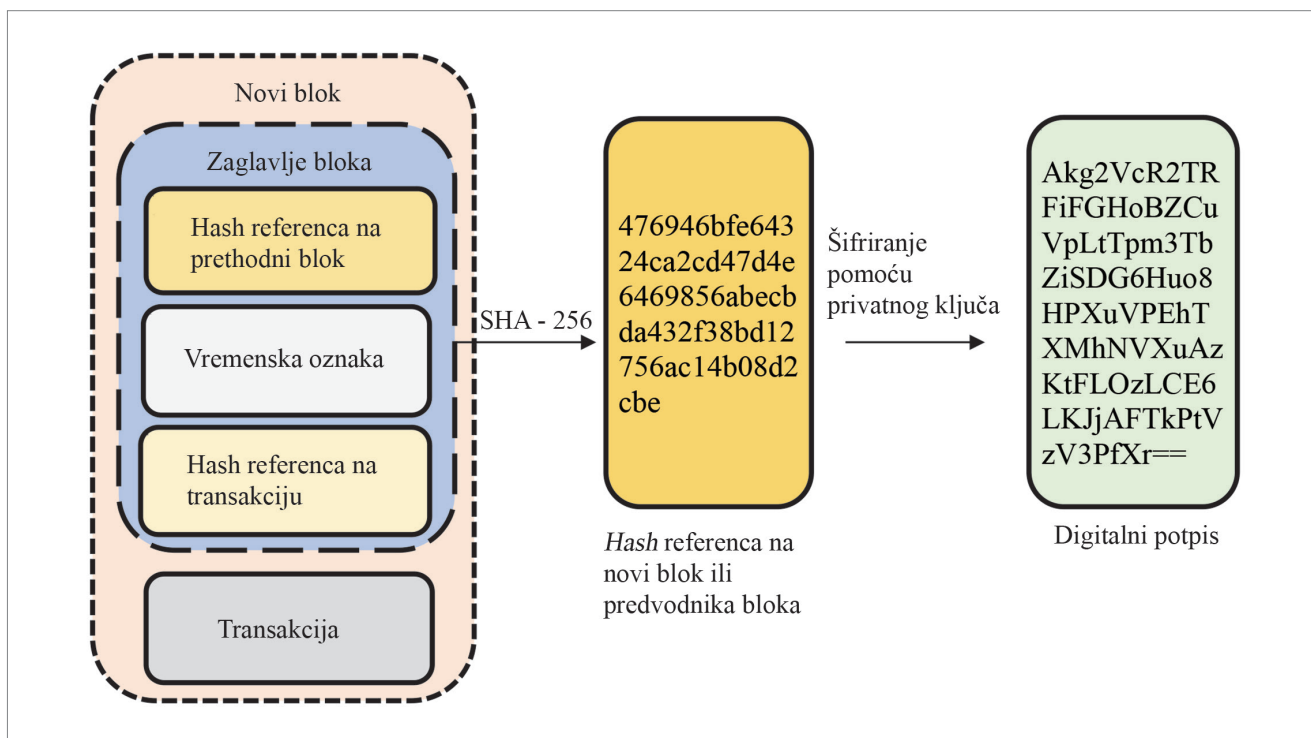 Novi blok
Zaglavlje bloka
Hash referenca na
prethodni blok
Vremenska oznaka
Hash referenca na
transakciju
Transakcija
SHA - 256
476946bfe643
24ca2cd47d4e
6469856abecb
da432f38bd12
756ac14b08d2
cbe
Hash referenca na
novi blok ili
predvodnika bloka
Šifriranje
pomoću
privatnog ključa
Akg2VcR2TR
FiFGHoBZCu
VpLtTpm3Tb
ZiSDG6Huo8
HPXuVPEhT
XMhNVXuAz
KtFLOzLCE6
LKJjAFTkPtV
zV3PfXr==
Digitalni potpis